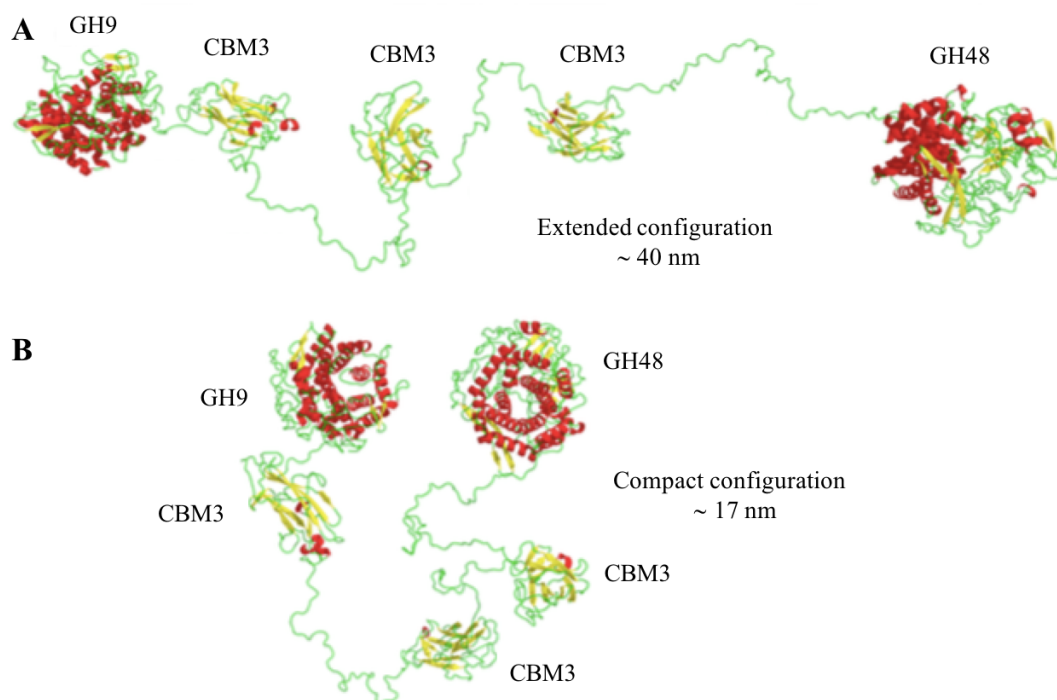 A
GH9
CBM3
CBM3
CBM3
GH48
Extended configuration
~ 40 nm
B
GH9
GH48
CBM3
Compact configuration
~ 17 nm
CBM3
CBM3